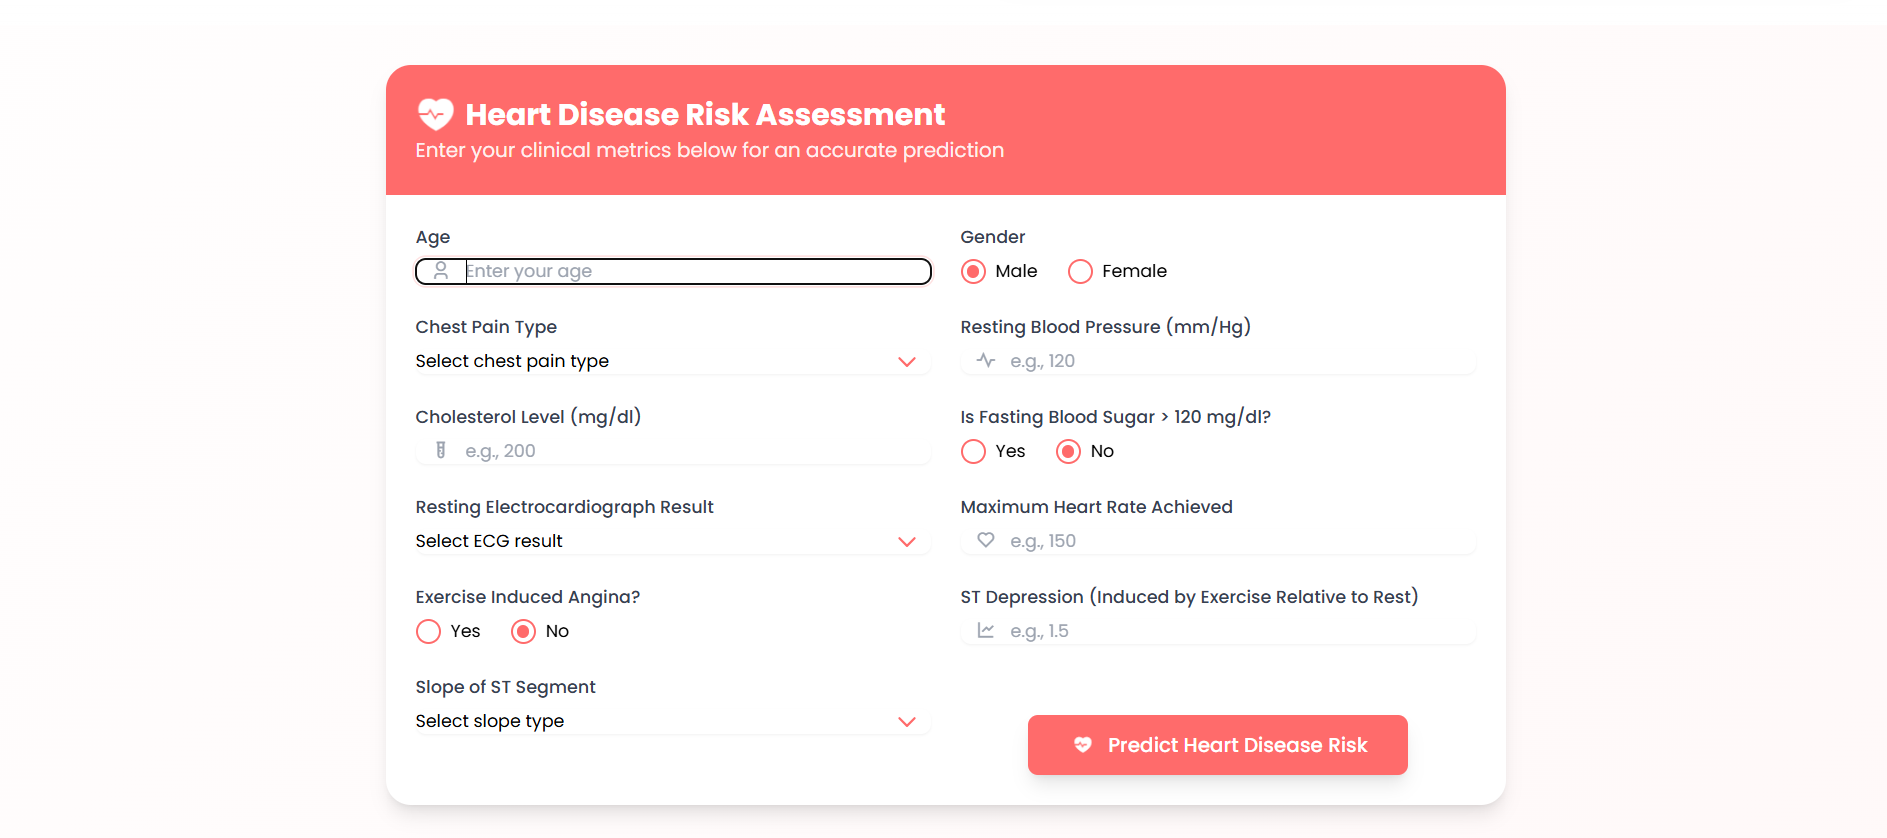 Heart Disease Risk Assessment
Enter your clinical metrics below for an accurate prediction
Age
Enter your age
Gender
Male Female
Chest Pain Type
Select chest pain type
Resting Blood Pressure (mm/Hg)
e.g., 120
Cholesterol Level (mg/dl)
e.g., 200
Is Fasting Blood Sugar > 120 mg/dl?
Yes No
Resting Electrocardiograph Result
Select ECG result
Maximum Heart Rate Achieved
e.g., 150
Exercise Induced Angina?
Yes No
ST Depression (Induced by Exercise Relative to Rest)
e.g., 1.5
Slope of ST Segment
Select slope type
Predict Heart Disease Risk